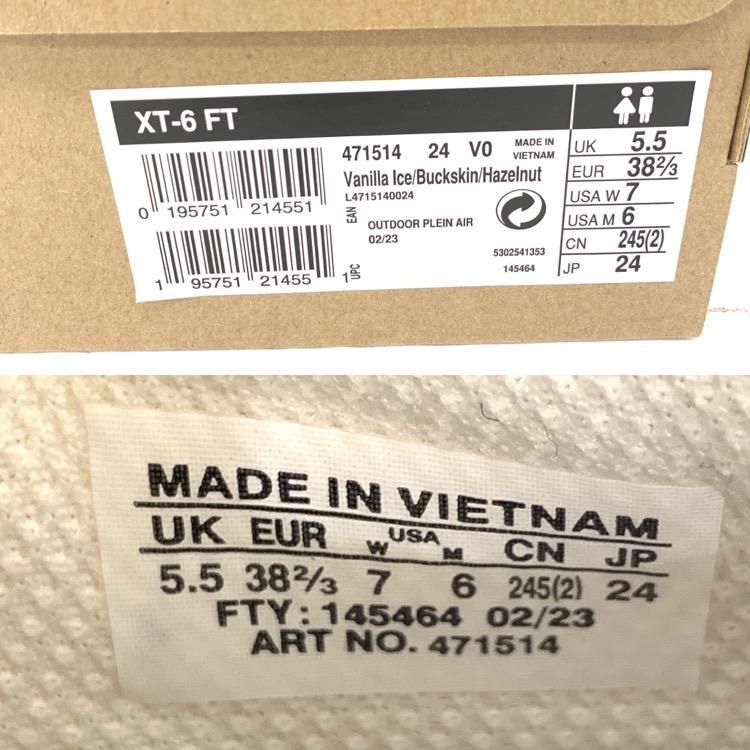 XT-6 FT
471514 24 V0 MADE IN VIETNAM
Vanilla Ice/Buckskin/Hazelnut
L4715140024
0 195751 214551 EAN
OUTDOOR PLEIN AIR
02/23
1 95751 21455 1 UPC
5302541353
145464
UK 5.5
EUR 38⅔
USA W 7
USA M 6
CN 245(2)
JP 24
MADE IN VIETNAM
UK EUR W USA M CN JP
5.5 38⅔ 7 6 245(2) 24
FTY: 145464 02/23
ART NO. 471514